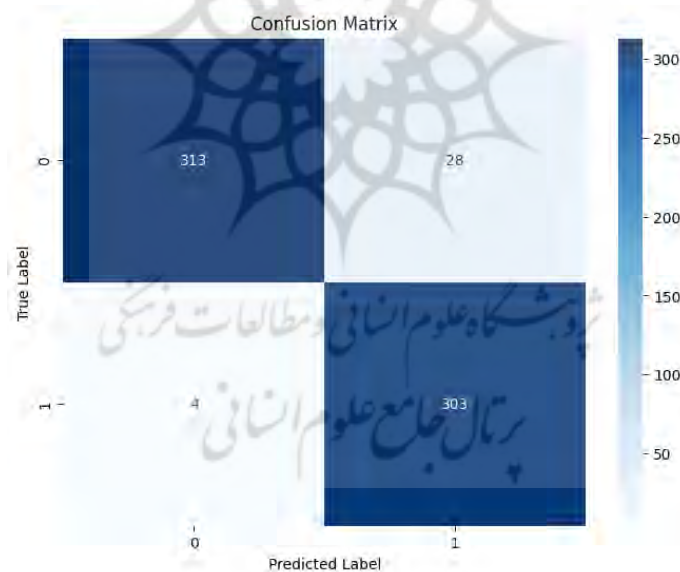 Confusion Matrix
300
250
200
150
100
50
313
28
4
303
0
1
True Label
0
1
Predicted Label
پژوهشگاه علوم انسانی و مطالعات فرهنگی
پرتال جامع علوم انسانی